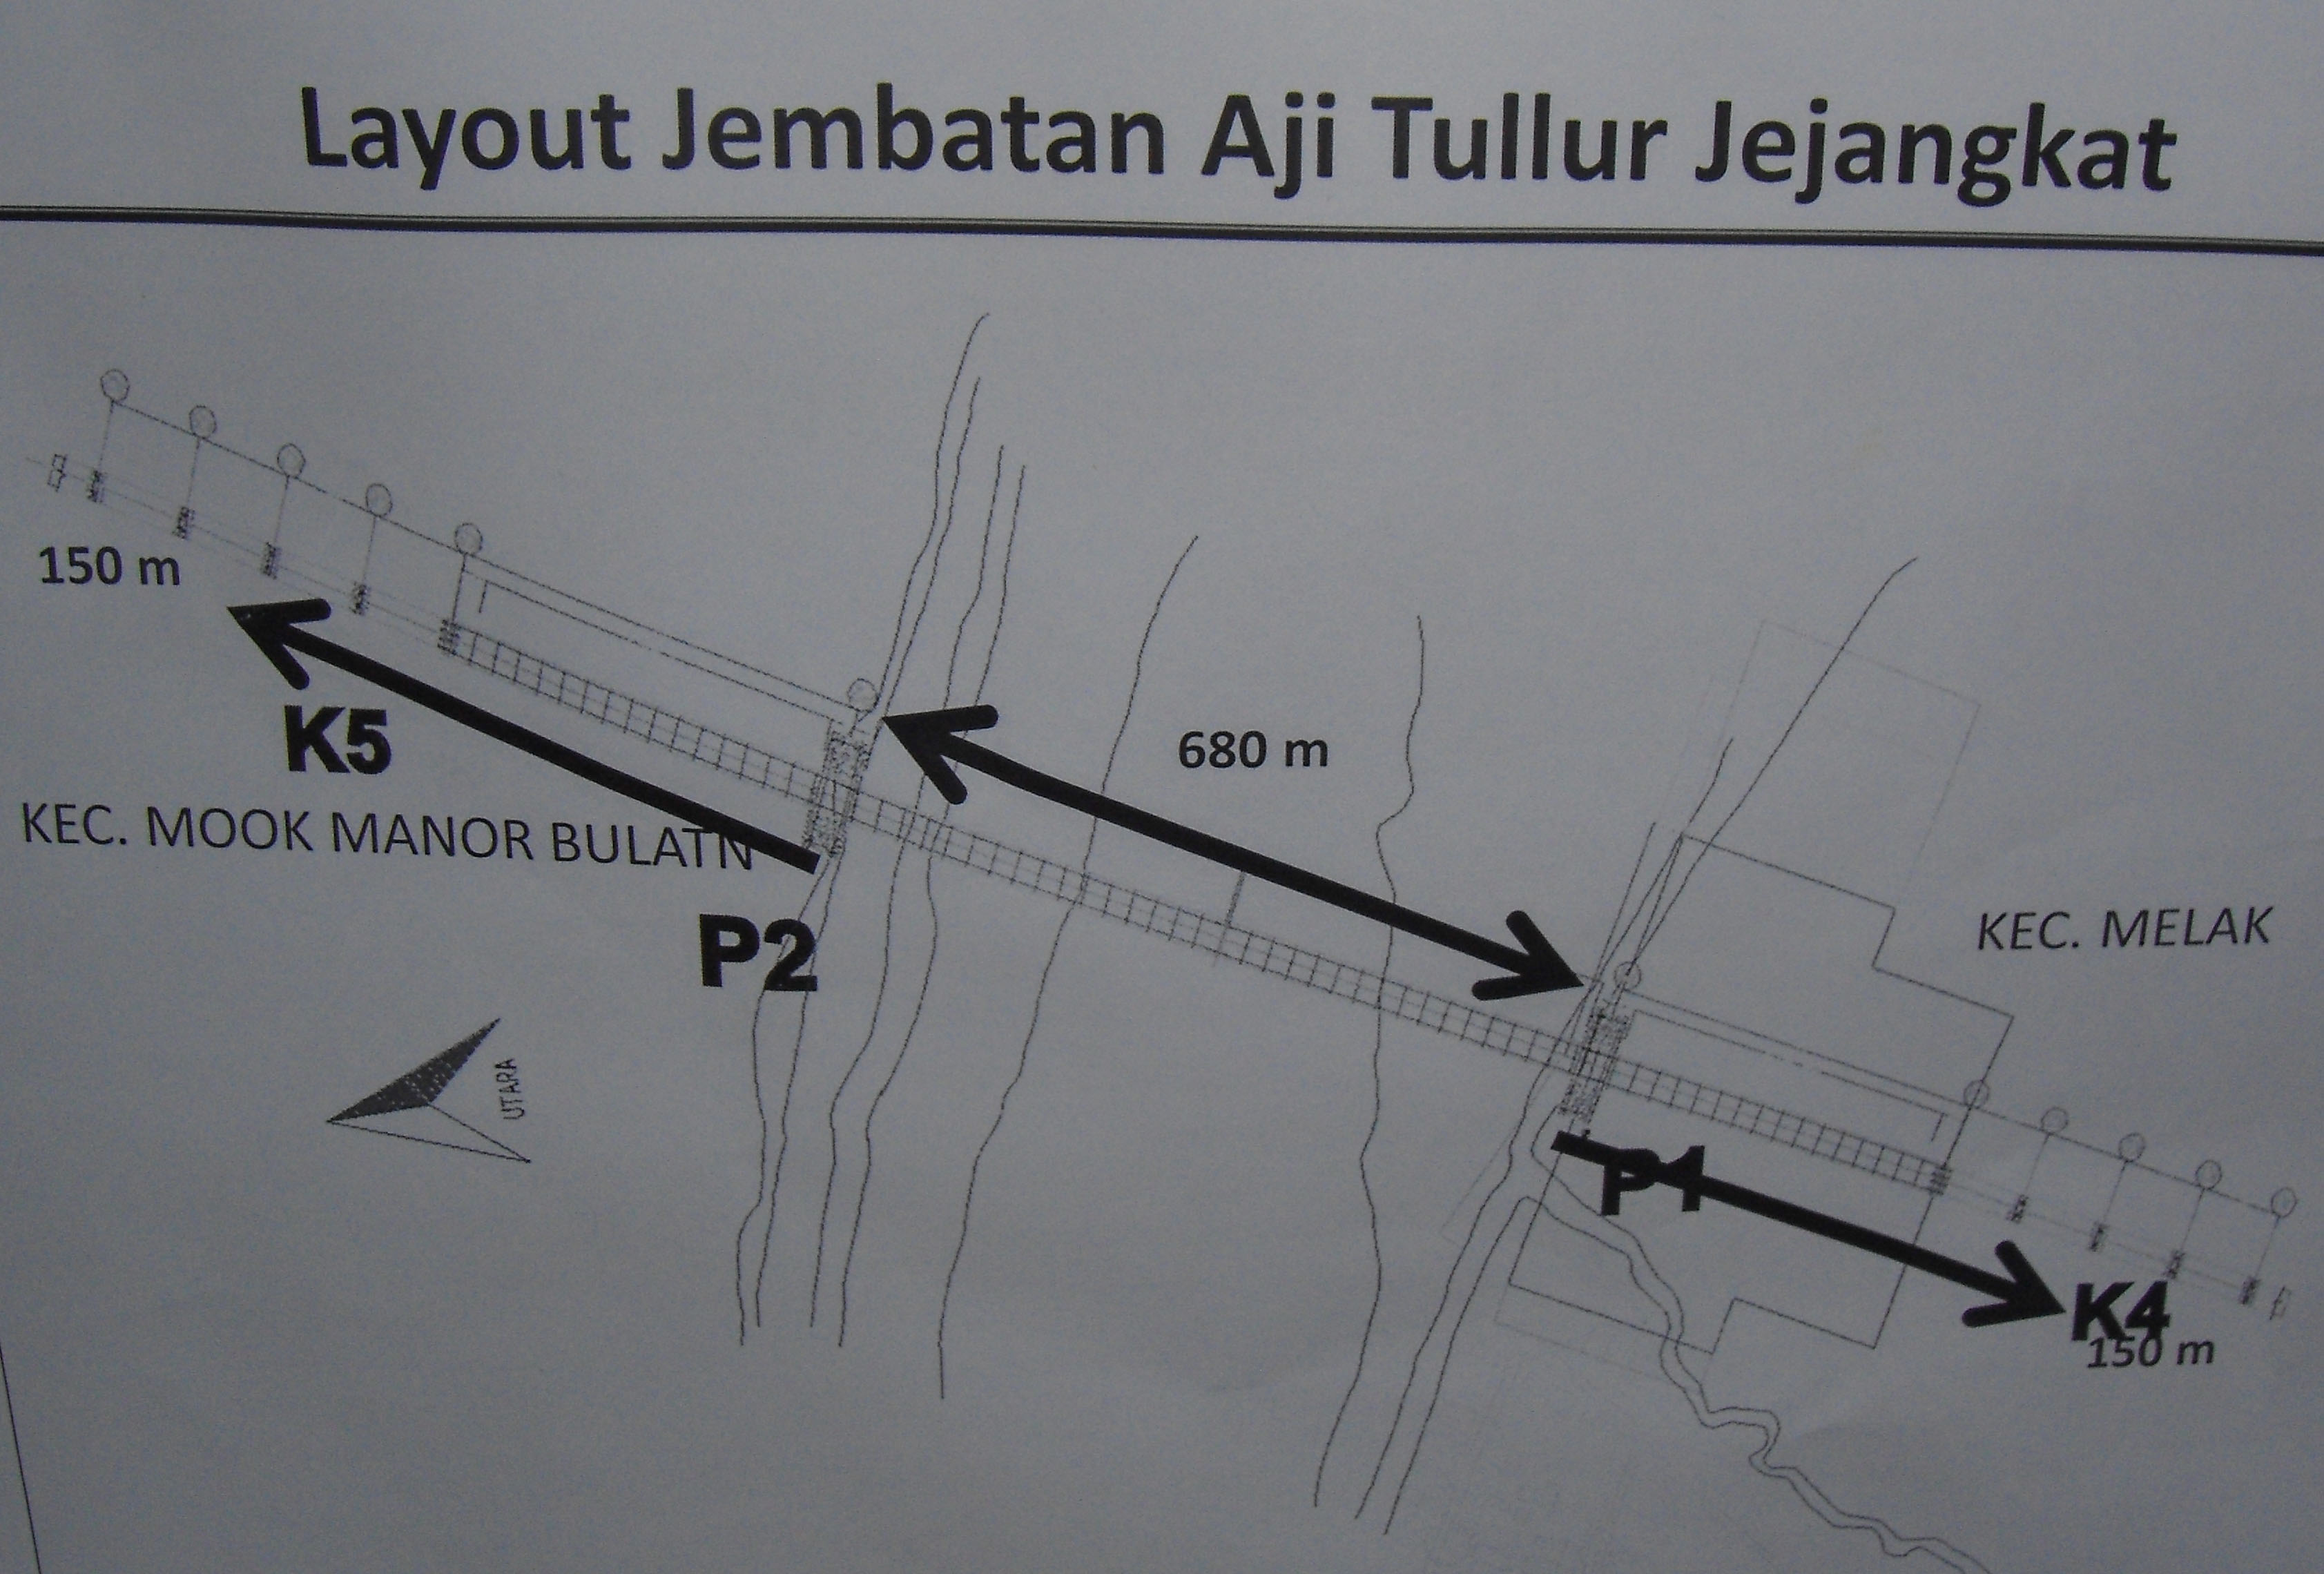 Layout Jembatan Aji Tullur Jejangkat
150 m
K5
680 m
KEC. MOOK MANOR BULATN
P2
KEC. MELAK
UTARA
P1
K4
150 m